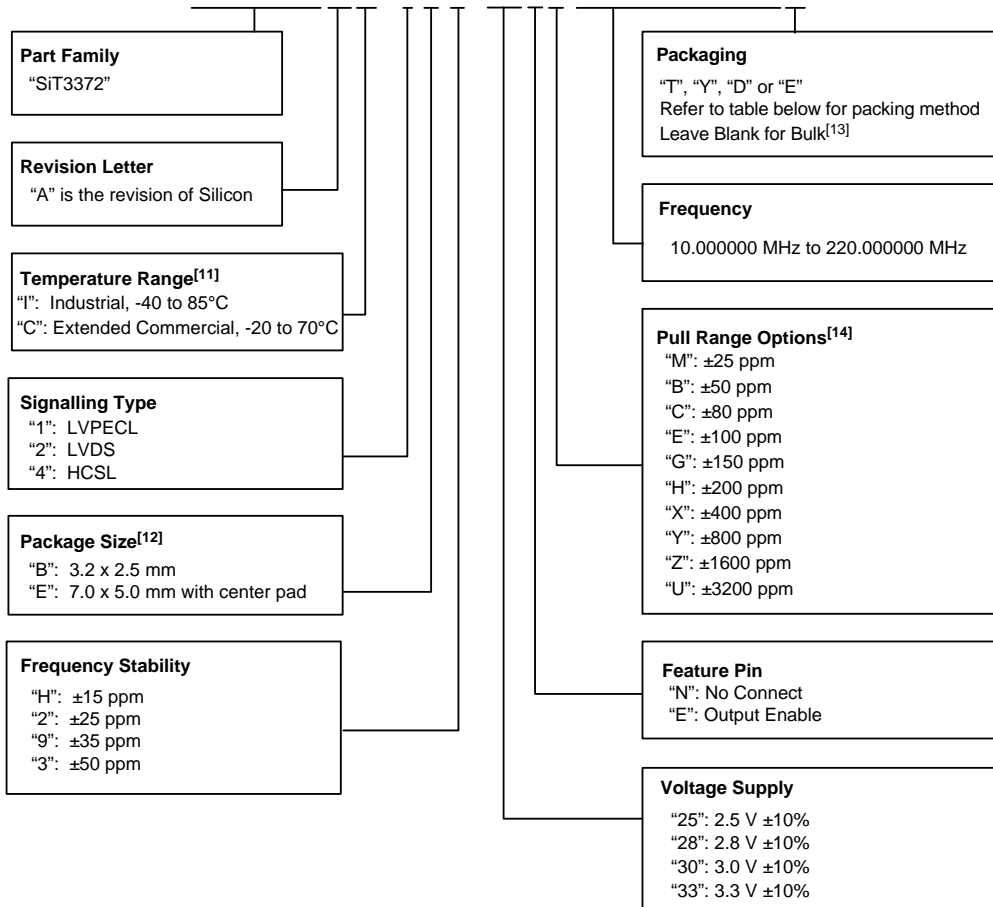 Part Family
“SiT3372”
Revision Letter
“A” is the revision of Silicon
Temperature Range[11]
“I”: Industrial, -40 to 85°C
“C”: Extended Commercial, -20 to 70°C
Signalling Type
“1”: LVPECL
“2”: LVDS
“4”: HCSL
Package Size[12]
“B”: 3.2 x 2.5 mm
“E”: 7.0 x 5.0 mm with center pad
Frequency Stability
“H”: ±15 ppm
“2”: ±25 ppm
“9”: ±35 ppm
“3”: ±50 ppm
Packaging
“T”, “Y”, “D” or “E”
Refer to table below for packing method
Leave Blank for Bulk[13]
Frequency
10.000000 MHz to 220.000000 MHz
Pull Range Options[14]
“M”: ±25 ppm
“B”: ±50 ppm
“C”: ±80 ppm
“E”: ±100 ppm
“G”: ±150 ppm
“H”: ±200 ppm
“X”: ±400 ppm
“Y”: ±800 ppm
“Z”: ±1600 ppm
“U”: ±3200 ppm
Feature Pin
“N”: No Connect
“E”: Output Enable
Voltage Supply
“25”: 2.5 V ±10%
“28”: 2.8 V ±10%
“30”: 3.0 V ±10%
“33”: 3.3 V ±10%